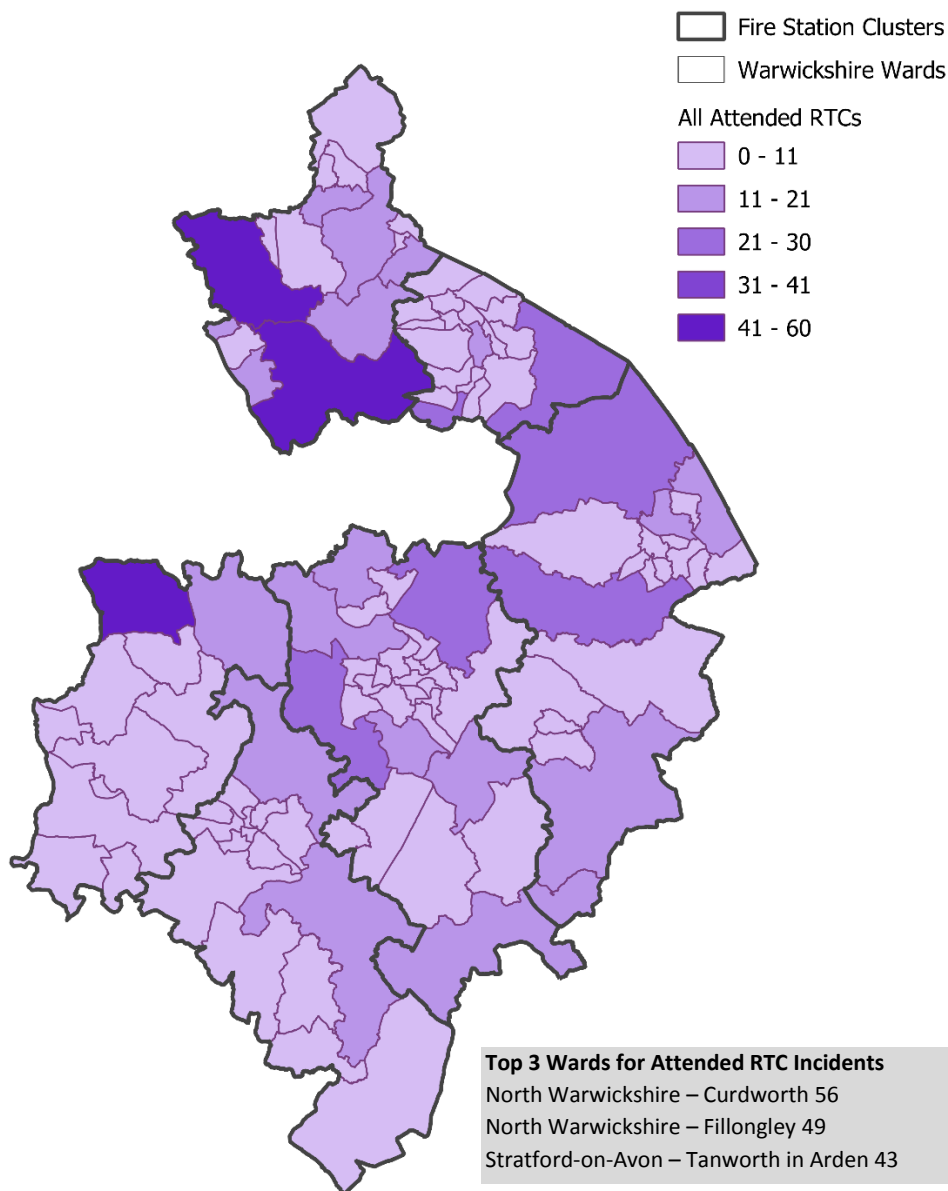 Fire Station Clusters
Warwickshire Wards
All Attended RTCs
0 - 11
11 - 21
21 - 30
31 - 41
41 - 60
Top 3 Wards for Attended RTC Incidents
North Warwickshire – Curdworth 56
North Warwickshire – Fillongley 49
Stratford-on-Avon – Tanworth in Arden 43